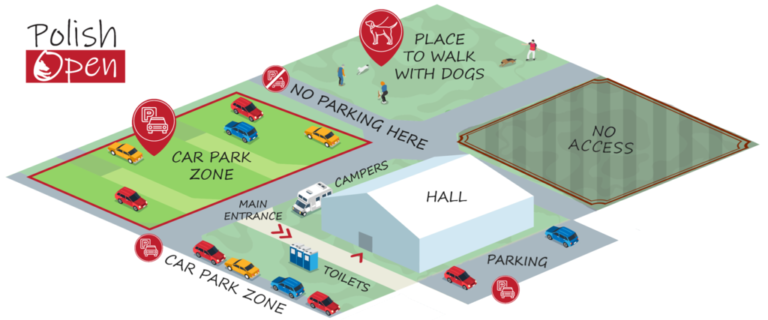 Polish
Open
PLACE
TO WALK
WITH DOGS
NO PARKING HERE
P
CAR PARK
ZONE
NO
ACCESS
CAMPERS
HALL
MAIN
ENTRANCE
TOILETS
PARKING
P
CAR PARK ZONE
P